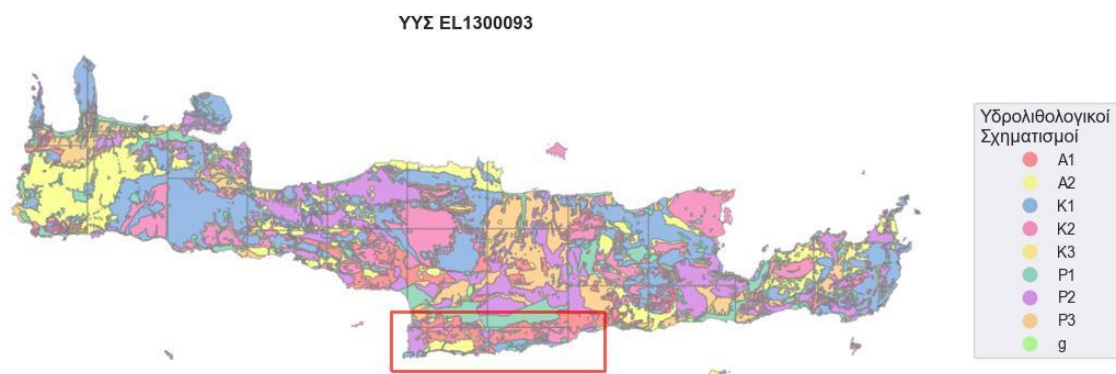 ΥΥΣ EL1300093
Υδρολιθολογικοί
Σχηματισμοί
A1
A2
K1
K2
K3
P1
P2
P3
g